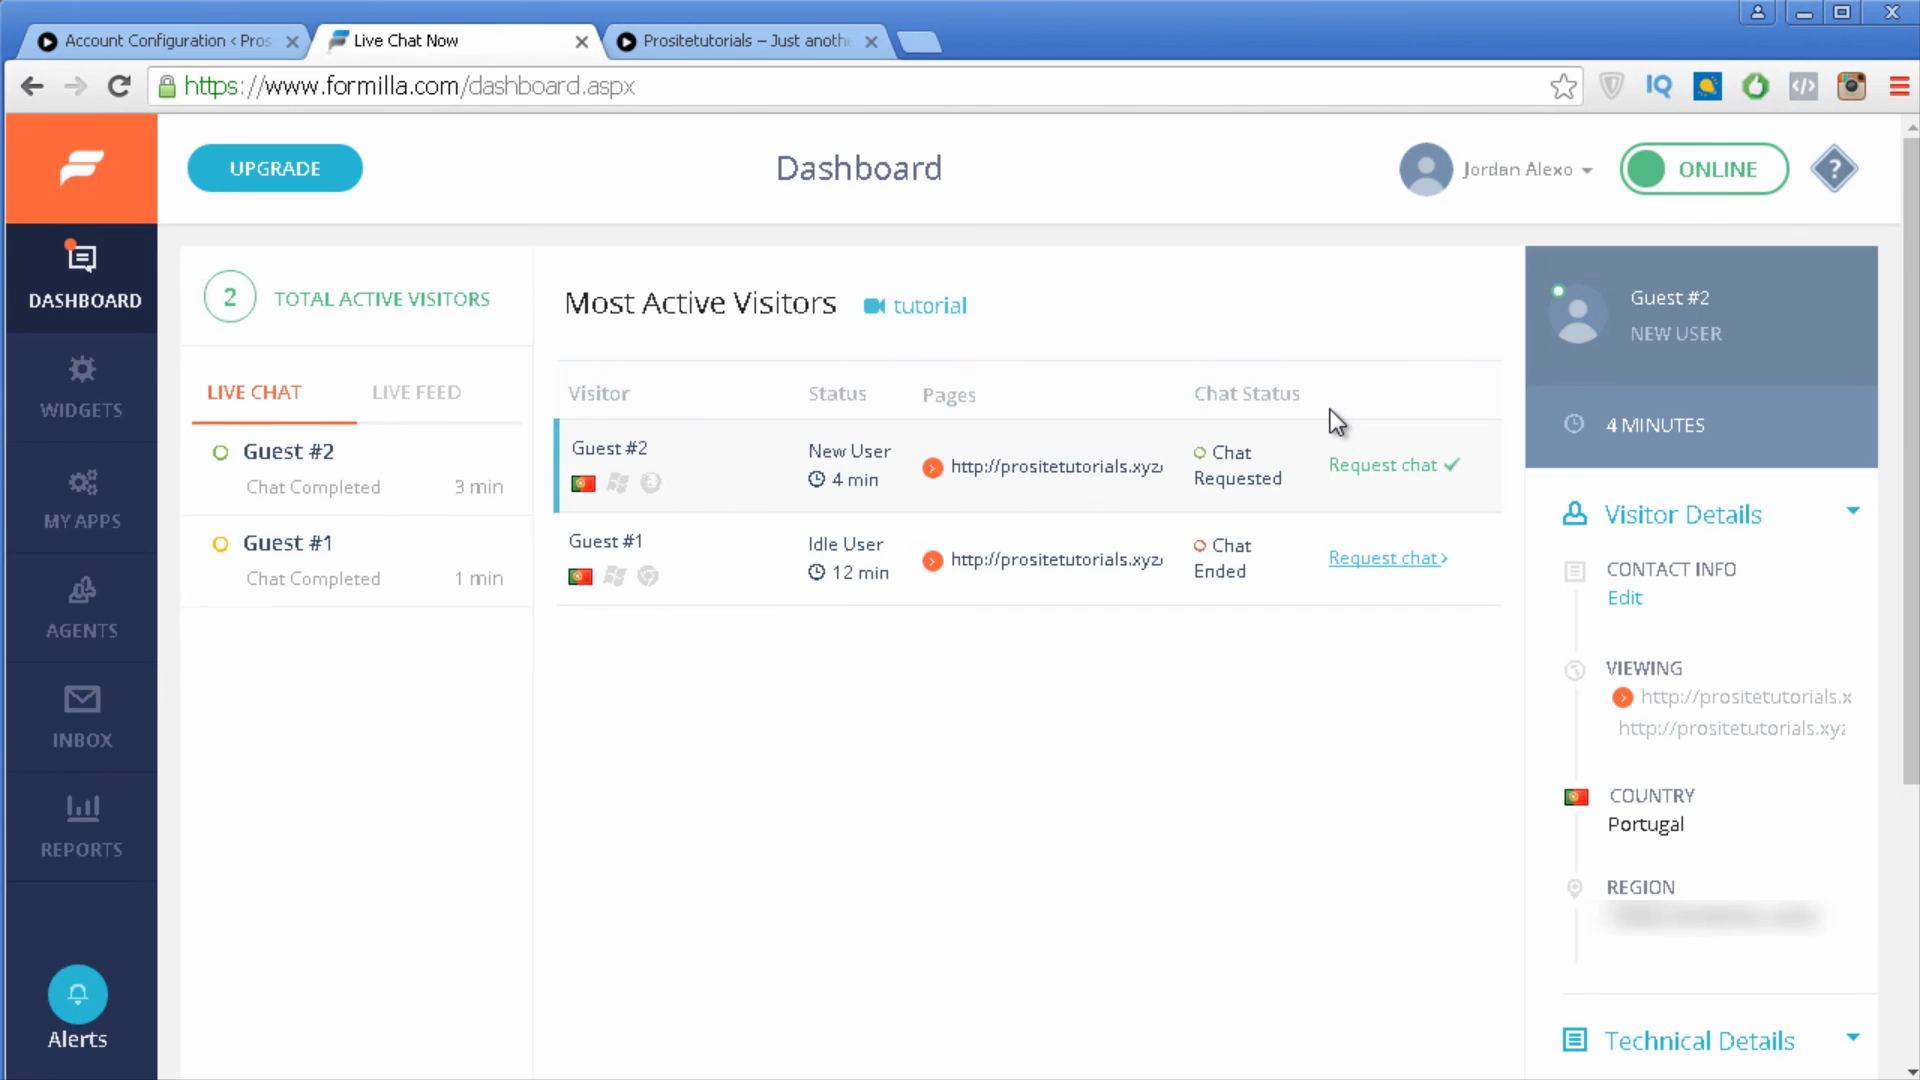 Account Configuration ‹ Pros
Live Chat Now
Prositetutorials – Just anoth
https://www.formilla.com/dashboard.aspx
IQ
UPGRADE
Dashboard
Jordan Alexo
ONLINE
?
DASHBOARD
WIDGETS
MY APPS
AGENTS
INBOX
REPORTS
Alerts
2 TOTAL ACTIVE VISITORS
LIVE CHAT LIVE FEED
Guest #2
Chat Completed 3 min
Guest #1
Chat Completed 1 min
Most Active Visitors tutorial
Visitor Status Pages Chat Status
Guest #2
New User
4 min
http://prositetutorials.xyz
Chat
Requested
Request chat
Guest #1
Idle User
12 min
http://prositetutorials.xyz
Chat
Ended
Request chat›
Guest #2
NEW USER
4 MINUTES
Visitor Details
CONTACT INFO
Edit
VIEWING
http://prositetutorials.x
http://prositetutorials.xyz
COUNTRY
Portugal
REGION
Technical Details